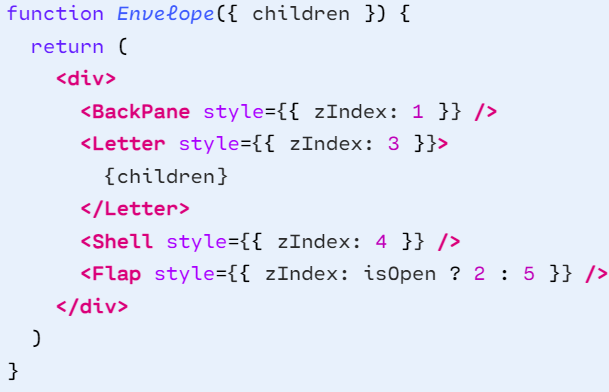 function Envelope({ children }) {
  return (
    <div>
      <BackPane style={{ zIndex: 1 }} />
      <Letter style={{ zIndex: 3 }}>
        {children}
      </Letter>
      <Shell style={{ zIndex: 4 }} />
      <Flap style={{ zIndex: isOpen ? 2 : 5 }} />
    </div>
  )
}